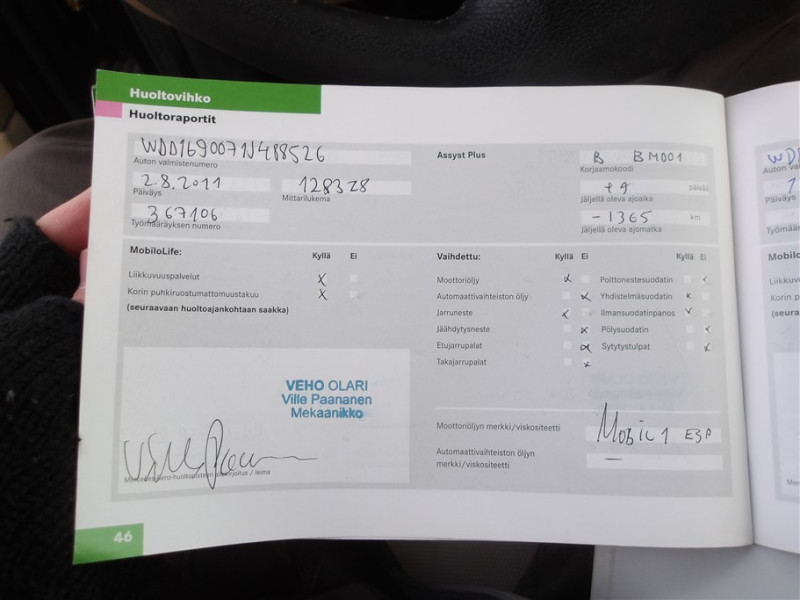 Huoltovihko
Huoltoraportit
WDD1690071J488526
Auton valmistenumero
2.8.2011
128328
Päiväys
Mittarilukema
367106
Työmääräyksen numero
Assyst Plus
B BM001
Korjaamokoodi
+9 päivää
Jäljellä oleva ajoaika
-1365 km
Jäljellä oleva ajomatka
MobiloLife: Kyllä Ei
Liikkuvuuspalvelut X
Korin puhkiruostumattomuustakuu X
(seuraavaan huoltoajankohtaan saakka)
Vaihdettu: Kyllä Ei Kyllä Ei
Moottoriöljy x Polttonestesuodatin x
Automaattivaihteiston öljy x Yhdistelmäsuodatin x
Jarruneste x Ilmansuodatinpanos x
Jäähdytysneste x Pölysuodatin x
Etujarrupalat x Sytytystulpat x
Takajarrupalat x
VEHO OLARI
Ville Paananen
Mekaanikko
Moottoriöljyn merkki/viskositeetti
MOBIL 1 ESP
Automaattivaihteiston öljyn
merkki/viskositeetti
—
46